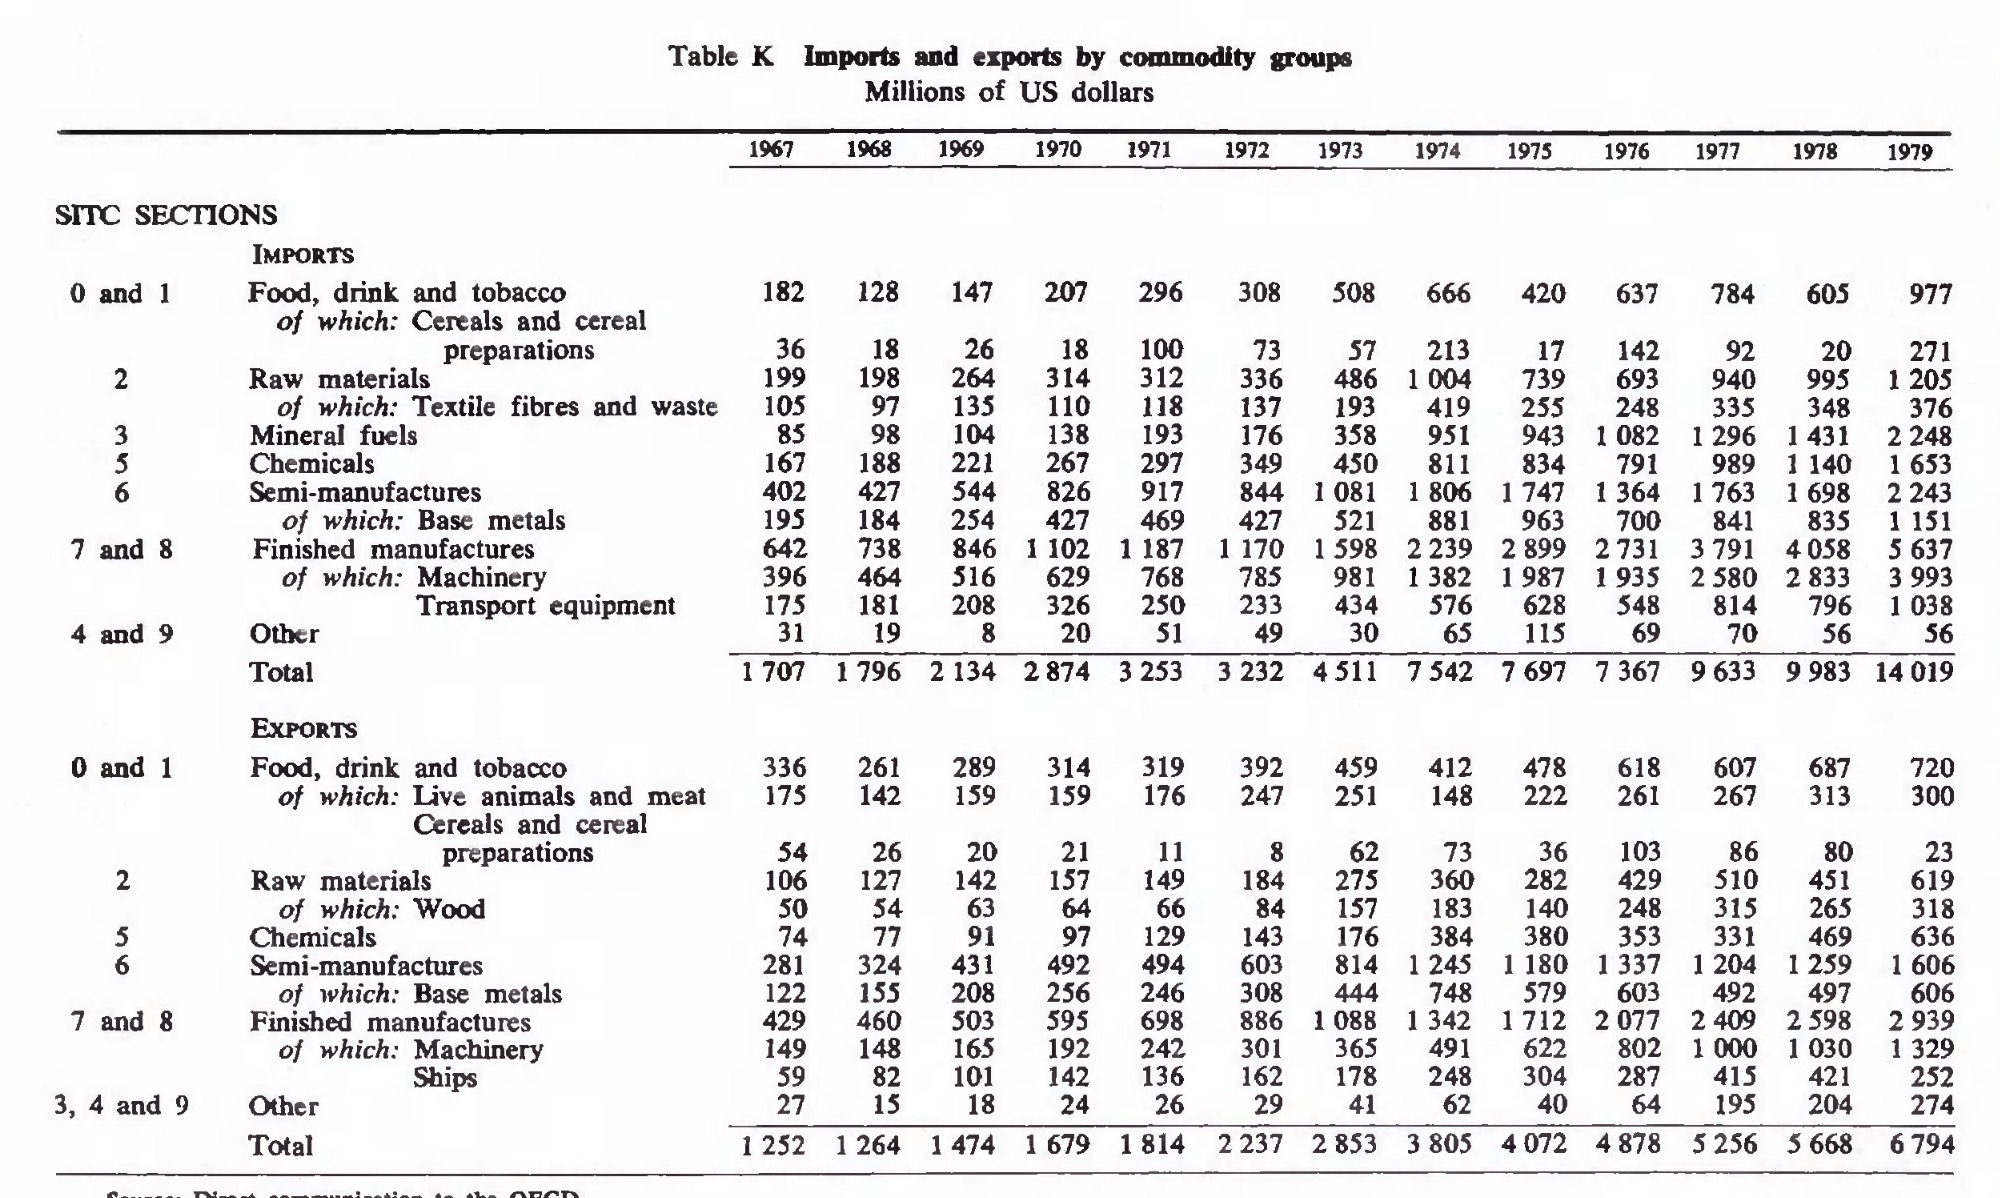 Table K Imports and exports by commodity groups
Millions of US dollars
1967 1968 1969 1970 1971 1972 1973 1974 1975 1976 1977 1978 1979
SITC SECTIONS
IMPORTS
0 and 1 Food, drink and tobacco 182 128 147 207 296 308 508 666 420 637 784 605 977
of which: Cereals and cereal
preparations 36 18 26 18 100 73 57 213 17 142 92 20 271
2 Raw materials 199 198 264 314 312 336 486 1 004 739 693 940 995 1 205
of which: Textile fibres and waste 105 97 135 110 118 137 193 419 255 248 335 348 376
3 Mineral fuels 85 98 104 138 193 176 358 951 943 1 082 1 296 1 431 2 248
5 Chemicals 167 188 221 267 297 349 450 811 834 791 989 1 140 1 653
6 Semi-manufactures 402 427 544 826 917 844 1 081 1 806 1 747 1 364 1 763 1 698 2 243
of which: Base metals 195 184 254 427 469 427 521 881 963 700 841 835 1 151
7 and 8 Finished manufactures 642 738 846 1 102 1 187 1 170 1 598 2 239 2 899 2 731 3 791 4 058 5 637
of which: Machinery 396 464 516 629 768 785 981 1 382 1 987 1 935 2 580 2 833 3 993
Transport equipment 175 181 208 326 250 233 434 576 628 548 814 796 1 038
4 and 9 Other 31 19 8 20 51 49 30 65 115 69 70 56 56
Total 1 707 1 796 2 134 2 874 3 253 3 232 4 511 7 542 7 697 7 367 9 633 9 983 14 019
EXPORTS
0 and 1 Food, drink and tobacco 336 261 289 314 319 392 459 412 478 618 607 687 720
of which: Live animals and meat 175 142 159 159 176 247 251 148 222 261 267 313 300
Cereals and cereal
preparations 54 26 20 21 11 8 62 73 36 103 86 80 23
2 Raw materials 106 127 142 157 149 184 275 360 282 429 510 451 619
of which: Wood 50 54 63 64 66 84 157 183 140 248 315 265 318
5 Chemicals 74 77 91 97 129 143 176 384 380 353 331 469 636
6 Semi-manufactures 281 324 431 492 494 603 814 1 245 1 180 1 337 1 204 1 259 1 606
of which: Base metals 122 155 208 256 246 308 444 748 579 603 492 497 606
7 and 8 Finished manufactures 429 460 503 595 698 886 1 088 1 342 1 712 2 077 2 409 2 598 2 939
of which: Machinery 149 148 165 192 242 301 365 491 622 802 1 000 1 030 1 329
Ships 59 82 101 142 136 162 178 248 304 287 415 421 252
3, 4 and 9 Other 27 15 18 24 26 29 41 62 40 64 195 204 274
Total 1 252 1 264 1 474 1 679 1 814 2 237 2 853 3 805 4 072 4 878 5 256 5 668 6 794
Source: Direct communication to the OECD